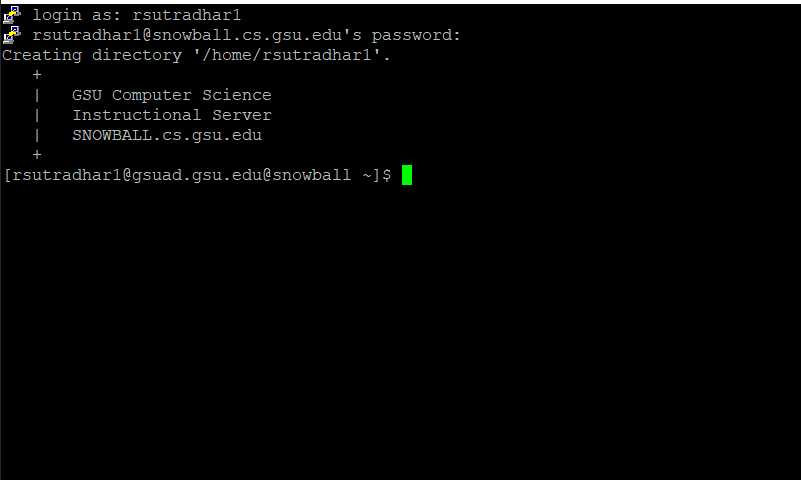 login as: rsutradhar1
rsutradhar1@snowball.cs.gsu.edu's password:
Creating directory '/home/rsutradhar1'.
+
|   GSU Computer Science
|   Instructional Server
|   SNOWBALL.cs.gsu.edu
+
[rsutradhar1@gsuad.gsu.edu@snowball ~]$